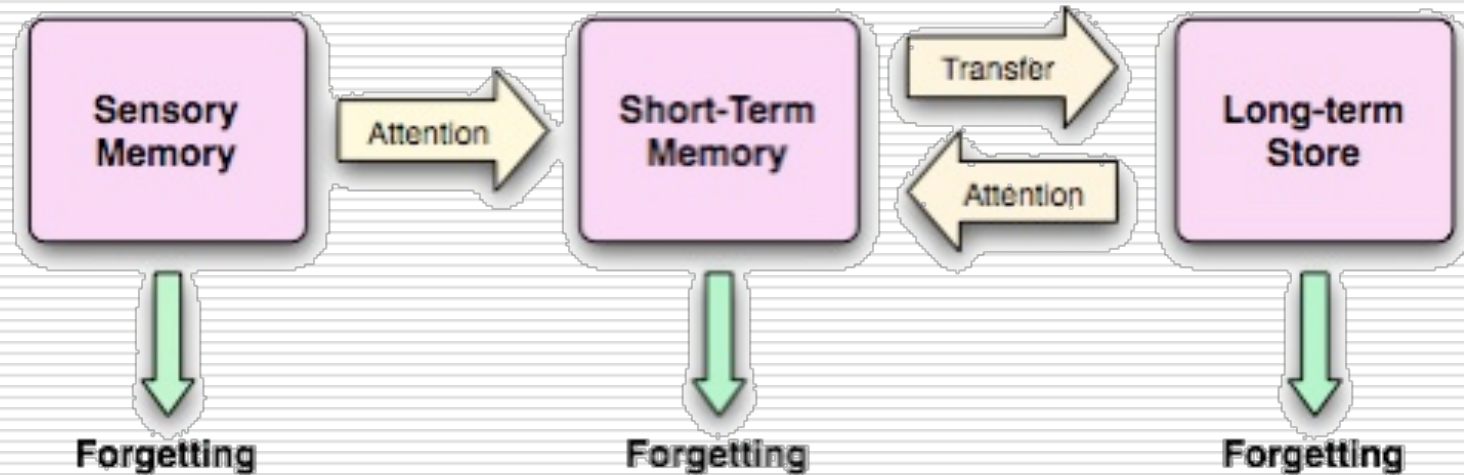 Sensory
Memory
Attention
Short-Term
Memory
Transfer
Attention
Long-term
Store
Forgetting
Forgetting
Forgetting